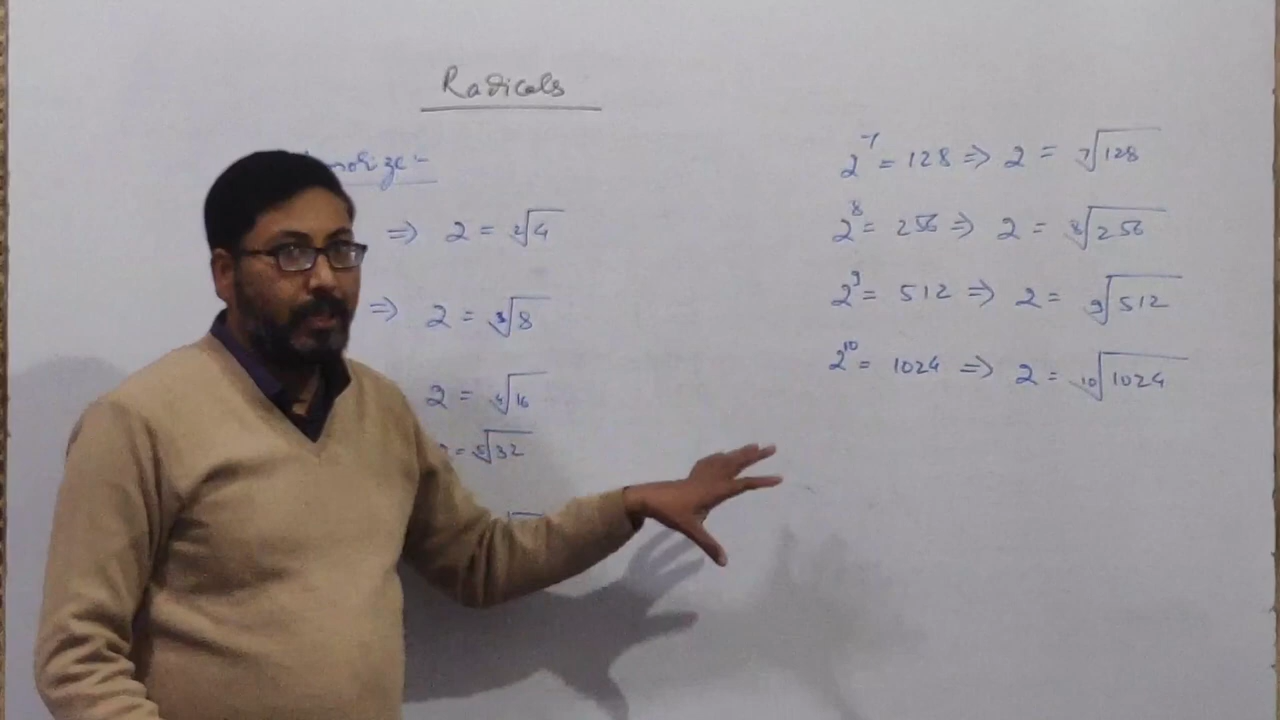 Radicals
⇒ 2 = ²√4
⇒ 2 = ³√8
2 = ⁴√16
= ⁵√32
2⁷ = 128 ⇒ 2 = ⁷√128
2⁸ = 256 ⇒ 2 = ⁸√256
2⁹ = 512 ⇒ 2 = ⁹√512
2¹⁰ = 1024 ⇒ 2 = ¹⁰√1024